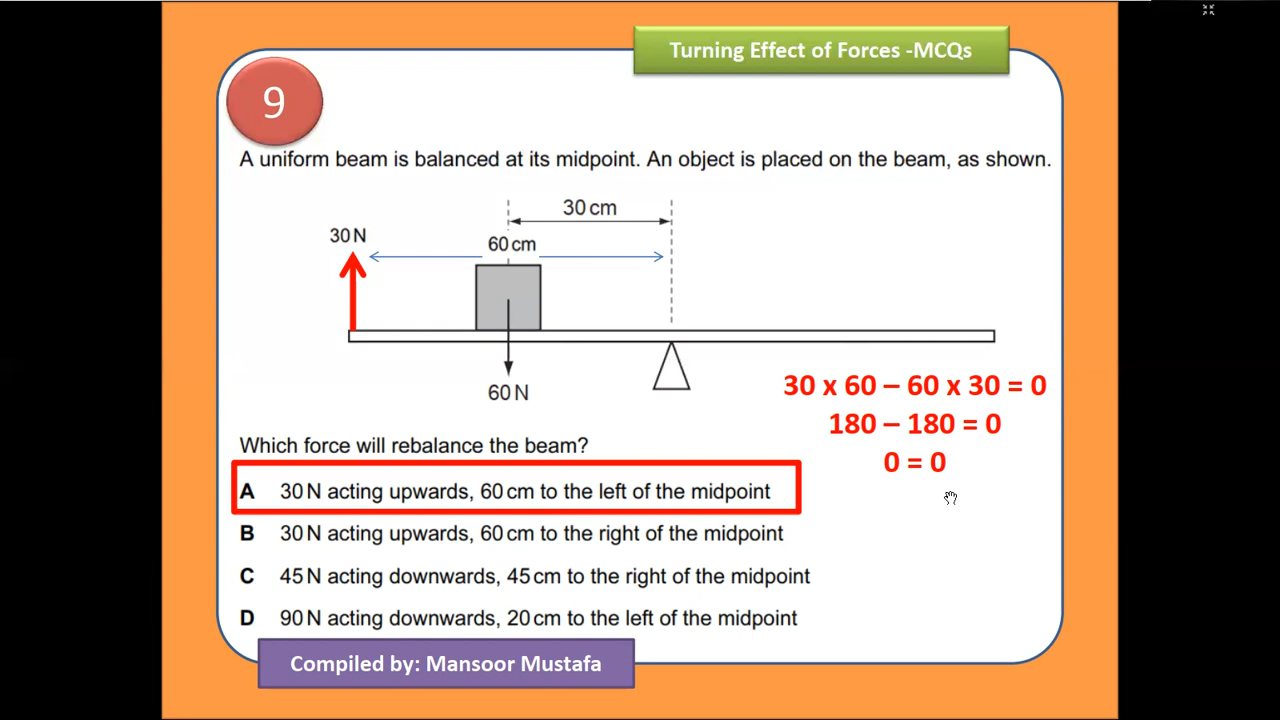 Turning Effect of Forces -MCQs
9
A uniform beam is balanced at its midpoint. An object is placed on the beam, as shown.
30 cm
30 N
60 cm
60 N
30 x 60 – 60 x 30 = 0
180 – 180 = 0
0 = 0
Which force will rebalance the beam?
A 30 N acting upwards, 60 cm to the left of the midpoint
B 30 N acting upwards, 60 cm to the right of the midpoint
C 45 N acting downwards, 45 cm to the right of the midpoint
D 90 N acting downwards, 20 cm to the left of the midpoint
Compiled by: Mansoor Mustafa